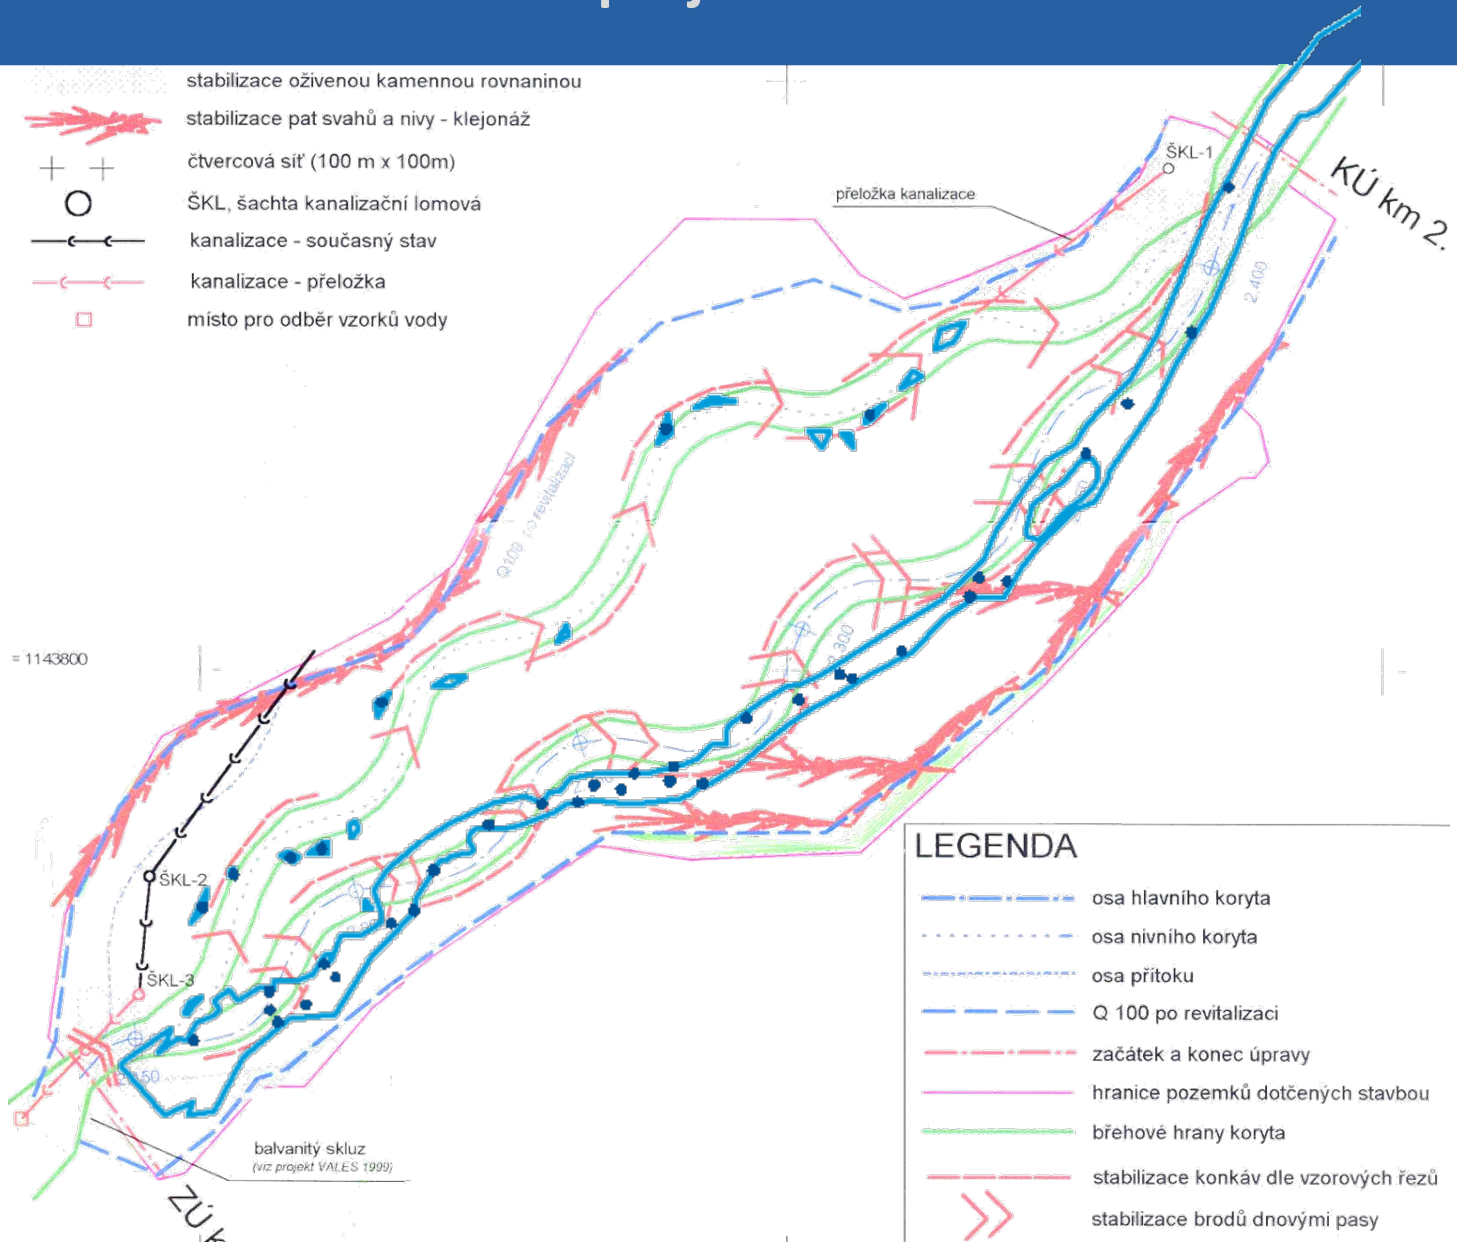 stabilizace oživenou kamennou rovnaninou
stabilizace pat svahů a nivy - klejonáž
čtvercová síť (100 m x 100m)
ŠKL, šachta kanalizační lomová
kanalizace - současný stav
kanalizace - přeložka
místo pro odběr vzorků vody
přeložka kanalizace
ŠKL-1
KÚ km 2.
2.400
Q100 po revitalizaci
= 1143800
2.300
ŠKL-2
ŠKL-3
balvanitý skluz
(viz projekt VALES 1999)
ZÚ k
LEGENDA
osa hlavního koryta
osa nivního koryta
osa přítoku
Q 100 po revitalizaci
začátek a konec úpravy
hranice pozemků dotčených stavbou
břehové hrany koryta
stabilizace konkáv dle vzorových řezů
stabilizace brodů dnovými pasy